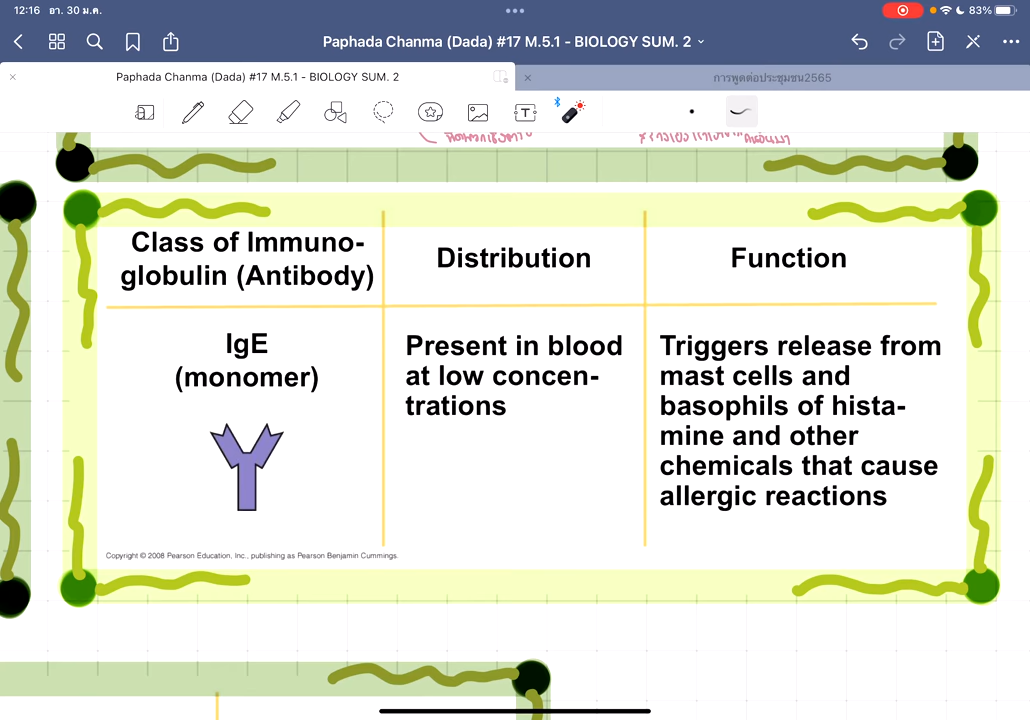 12:16 อา. 30 ม.ค.
83%
Paphada Chanma (Dada) #17 M.5.1 - BIOLOGY SUM. 2
Paphada Chanma (Dada) #17 M.5.1 - BIOLOGY SUM. 2
การพูดต่อประชุมชน2565
Class of Immuno-
globulin (Antibody)
Distribution
Function
IgE
(monomer)
Present in blood
at low concen-
trations
Triggers release from
mast cells and
basophils of hista-
mine and other
chemicals that cause
allergic reactions
Copyright © 2008 Pearson Education, Inc., publishing as Pearson Benjamin Cummings.